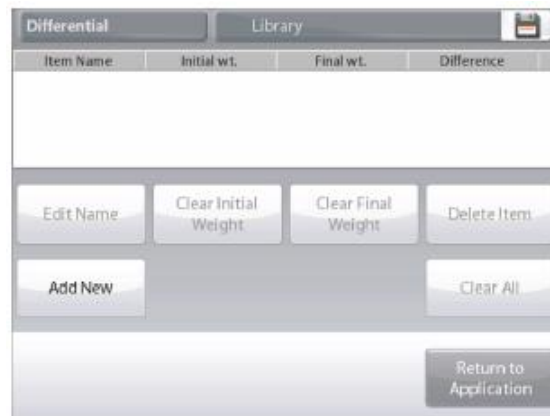 Differential Library
Item Name Initial wt. Final wt. Difference
Edit Name Clear Initial Weight Clear Final Weight Delete Item
Add New Clear All
Return to Application